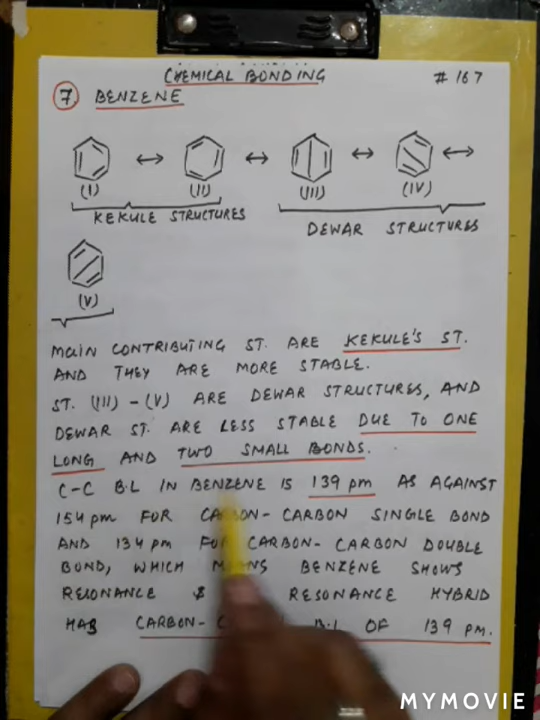 CHEMICAL BONDING # 167
7. BENZENE
(I) (II) (III) (IV)
KEKULE STRUCTURES
DEWAR STRUCTURES
(V)
MAIN CONTRIBUTING ST. ARE KEKULE'S ST.
AND THEY ARE MORE STABLE.
ST. (III) - (V) ARE DEWAR STRUCTURES, AND
DEWAR ST. ARE LESS STABLE DUE TO ONE
LONG AND TWO SMALL BONDS.
C-C B.L IN BENZENE IS 139 pm AS AGAINST
154 pm FOR CARBON-CARBON SINGLE BOND
AND 134 pm FOR CARBON-CARBON DOUBLE
BOND, WHICH MEANS BENZENE SHOWS
RESONANCE & RESONANCE HYBRID
HAS CARBON- B.L OF 139 pm.
MYMOVIE